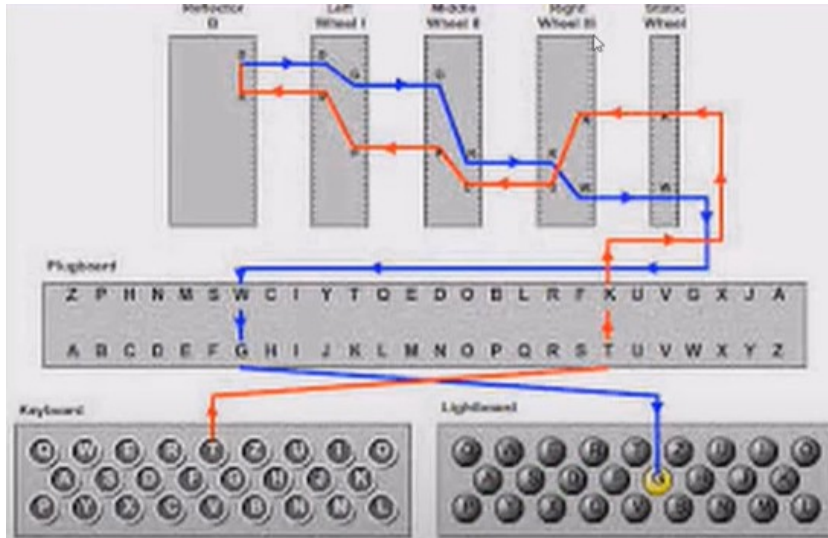 Reflector Left Middle Right Static
B Wheel I Wheel II Wheel III Wheel
Plugboard
Z P H N M S W C I Y T Q E D O B L R F K U V G X J A
A B C D E F G H I J K L M N O P Q R S T U V W X Y Z
Keyboard Lightboard
Q W E R T Z U I O Q W E R T Z U I O
A S D F G H J K A S D F G H J K
P Y X C V B N M L P Y X C V B N M L